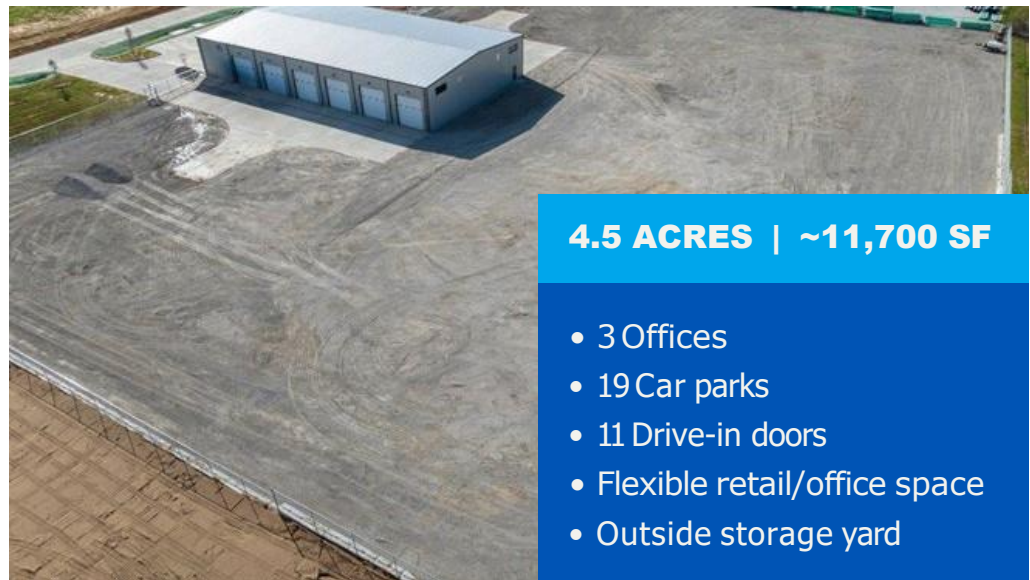 4.5 ACRES | ~11,700 SF
• 3 Offices
• 19 Car parks
• 11 Drive-in doors
• Flexible retail/office space
• Outside storage yard